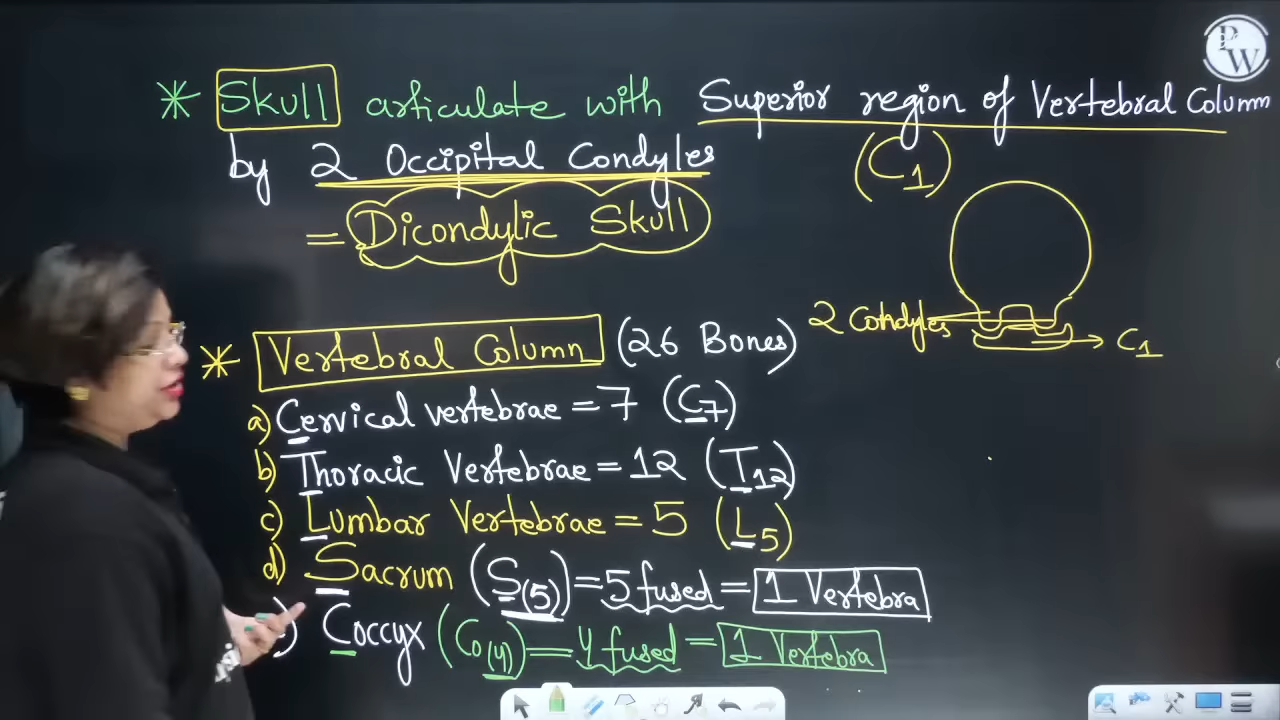 PW
* Skull articulate with Superior region of Vertebral Column
by 2 Occipital Condyles (C1)
= Dicondylic Skull
2 Condyles
C1
* Vertebral Column (26 Bones)
a) Cervical vertebrae = 7 (C7)
b) Thoracic Vertebrae = 12 (T12)
c) Lumbar Vertebrae = 5 (L5)
d) Sacrum (S(5)) = 5 fused = 1 Vertebra
) Coccyx (Co(4)) = 4 fused = 1 Vertebra